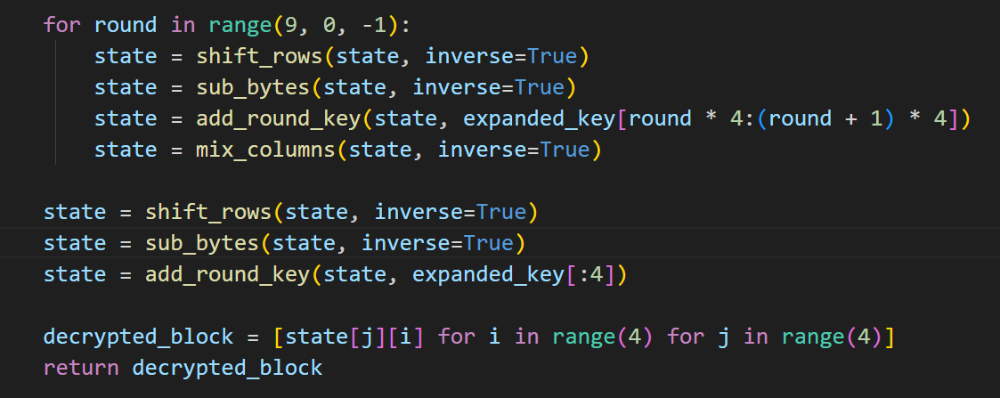 for round in range(9, 0, -1):
    state = shift_rows(state, inverse=True)
    state = sub_bytes(state, inverse=True)
    state = add_round_key(state, expanded_key[round * 4:(round + 1) * 4])
    state = mix_columns(state, inverse=True)

state = shift_rows(state, inverse=True)
state = sub_bytes(state, inverse=True)
state = add_round_key(state, expanded_key[:4])

decrypted_block = [state[j][i] for i in range(4) for j in range(4)]
return decrypted_block